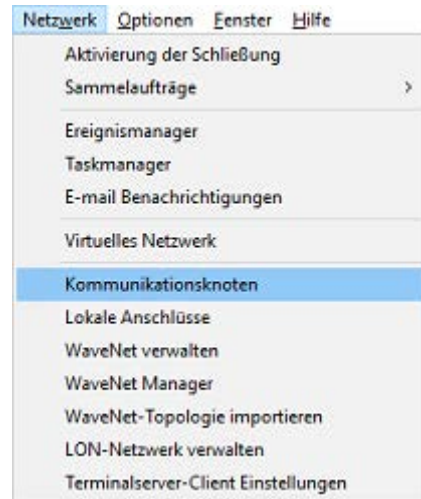 Netzwerk Optionen Fenster Hilfe
Aktivierung der Schließung
Sammelaufträge
Ereignismanager
Taskmanager
E-mail Benachrichtigungen
Virtuelles Netzwerk
Kommunikationsknoten
Lokale Anschlüsse
WaveNet verwalten
WaveNet Manager
WaveNet-Topologie importieren
LON-Netzwerk verwalten
Terminalserver-Client Einstellungen